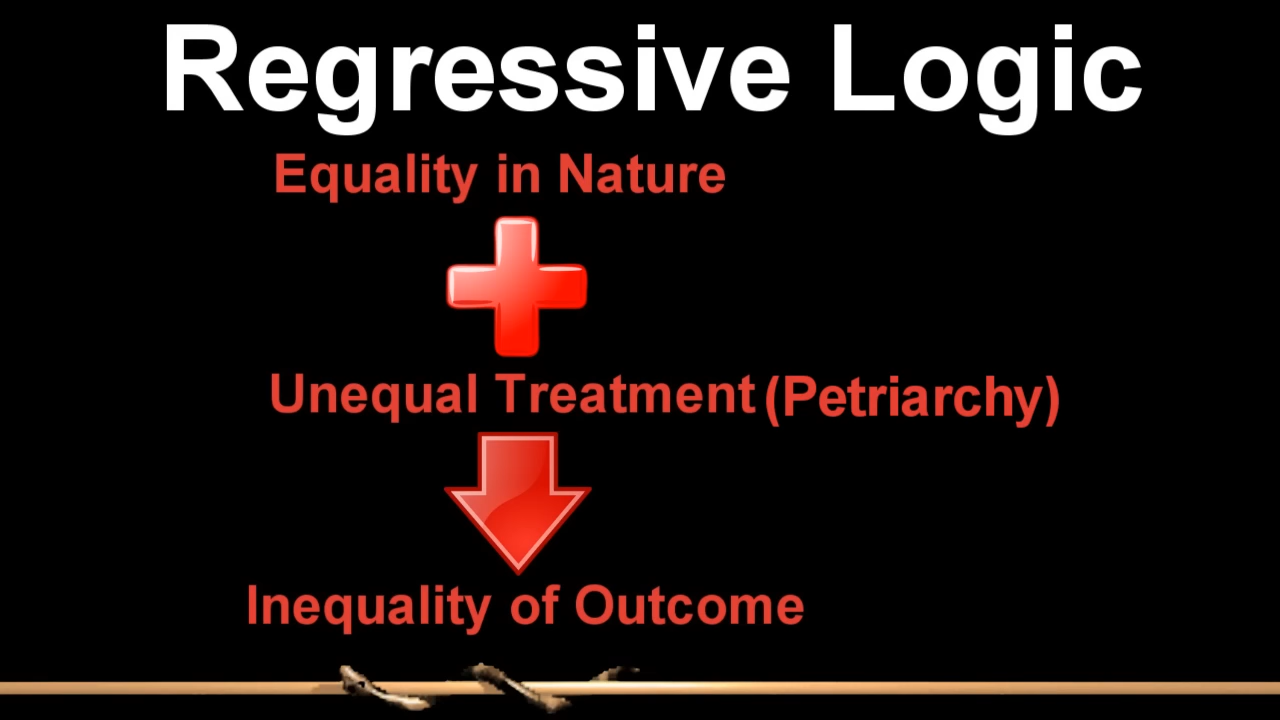 Regressive Logic
Equality in Nature
Unequal Treatment (Petriarchy)
Inequality of Outcome